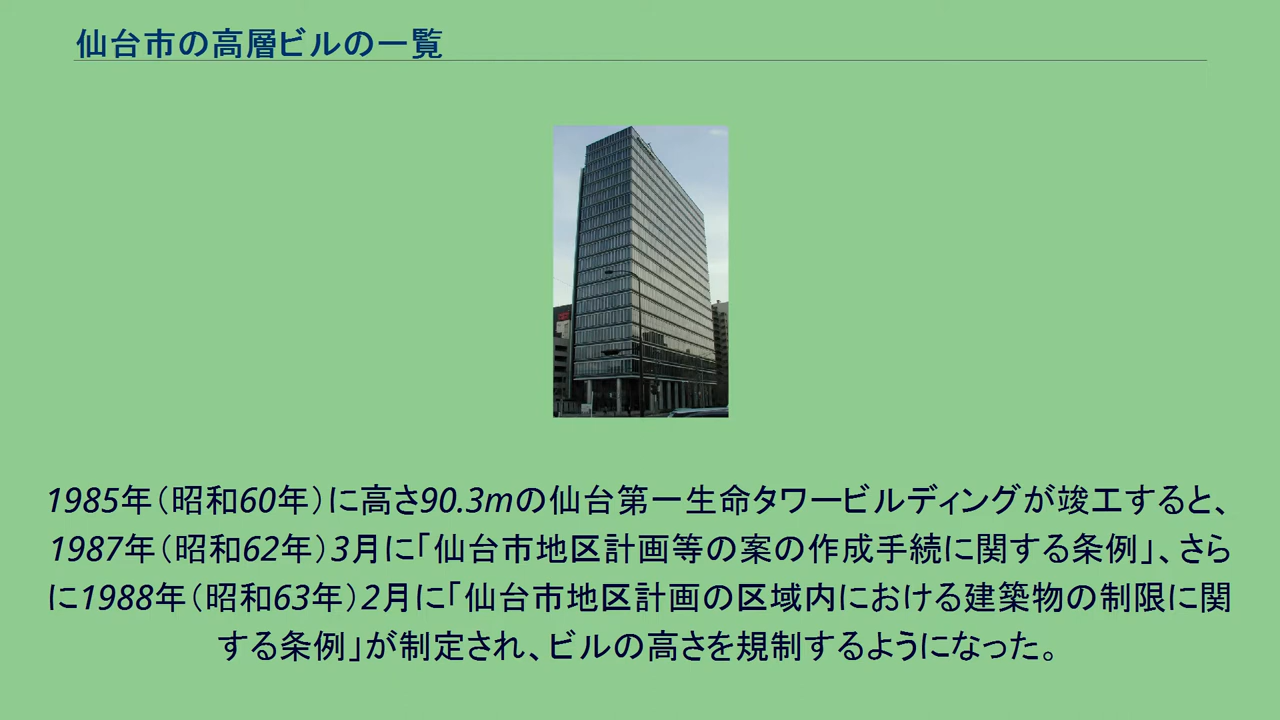 仙台市の高層ビルの一覧
1985年（昭和60年）に高さ90.3mの仙台第一生命タワービルディングが竣工すると、
1987年（昭和62年）3月に「仙台市地区計画等の案の作成手続に関する条例」、さら
に1988年（昭和63年）2月に「仙台市地区計画の区域内における建築物の制限に関
する条例」が制定され、ビルの高さを規制するようになった。